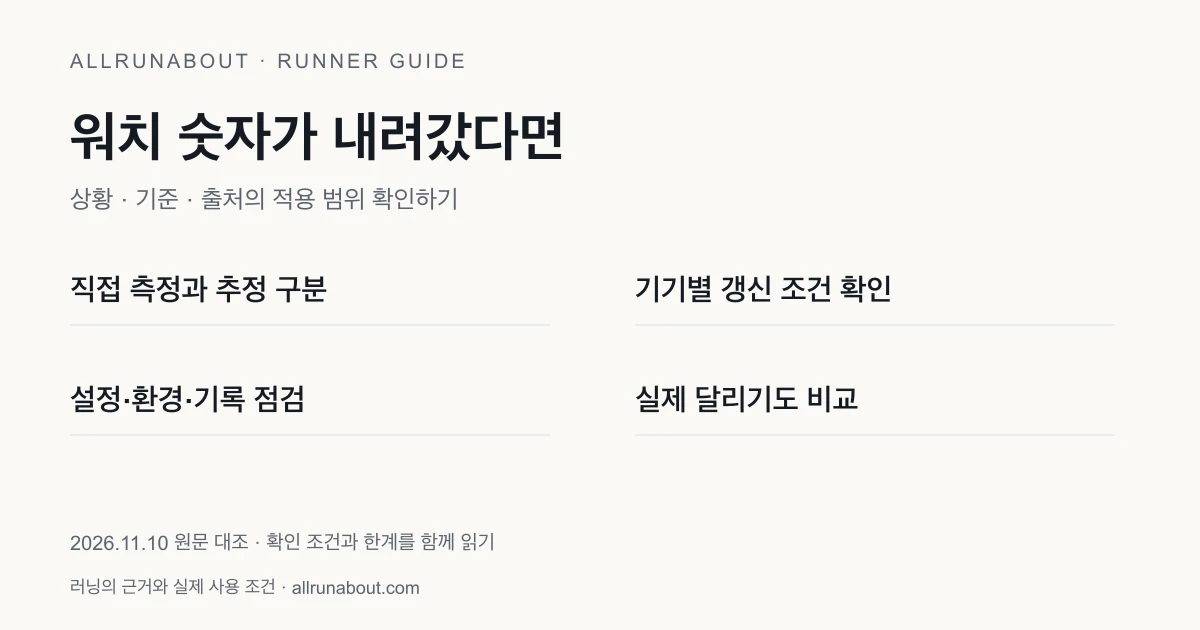 ALLRUNABOUT · RUNNER GUIDE
워치 숫자가 내려갔다면
상황 · 기준 · 출처의 적용 범위 확인하기
직접 측정과 추정 구분
기기별 갱신 조건 확인
설정·환경·기록 점검
실제 달리기도 비교
2026.11.10 원문 대조 · 확인 조건과 한계를 함께 읽기
러닝의 근거와 실제 사용 조건 · allrunabout.com